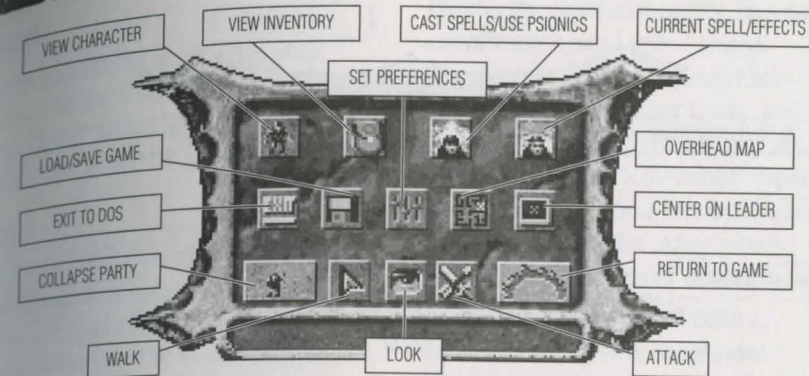 VIEW CHARACTER
VIEW INVENTORY
CAST SPELLS/USE PSIONICS
CURRENT SPELL/EFFECTS
SET PREFERENCES
LOAD/SAVE GAME
OVERHEAD MAP
EXIT TO DOS
CENTER ON LEADER
COLLAPSE PARTY
RETURN TO GAME
WALK
LOOK
ATTACK